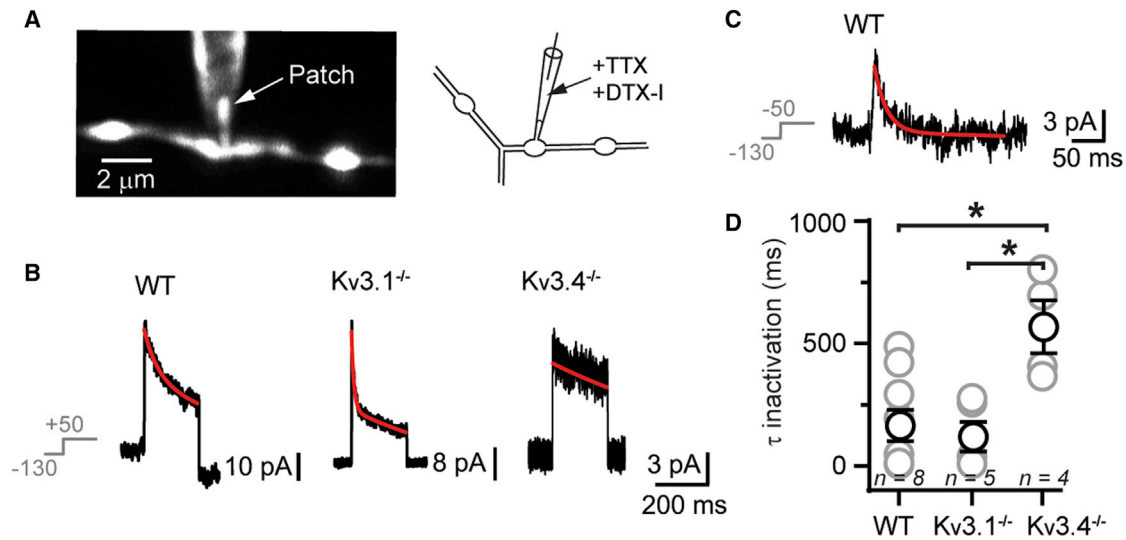 A
Patch
2 μm
+TTX
+DTX-I
B
WT
Kv3.1-/-
Kv3.4-/-
+50
-130
10 pA
8 pA
3 pA
200 ms
C
WT
-50
-130
3 pA
50 ms
D
τ inactivation (ms)
1000
500
0
*
*
n = 8
n = 5
n = 4
WT
Kv3.1-/-
Kv3.4-/-